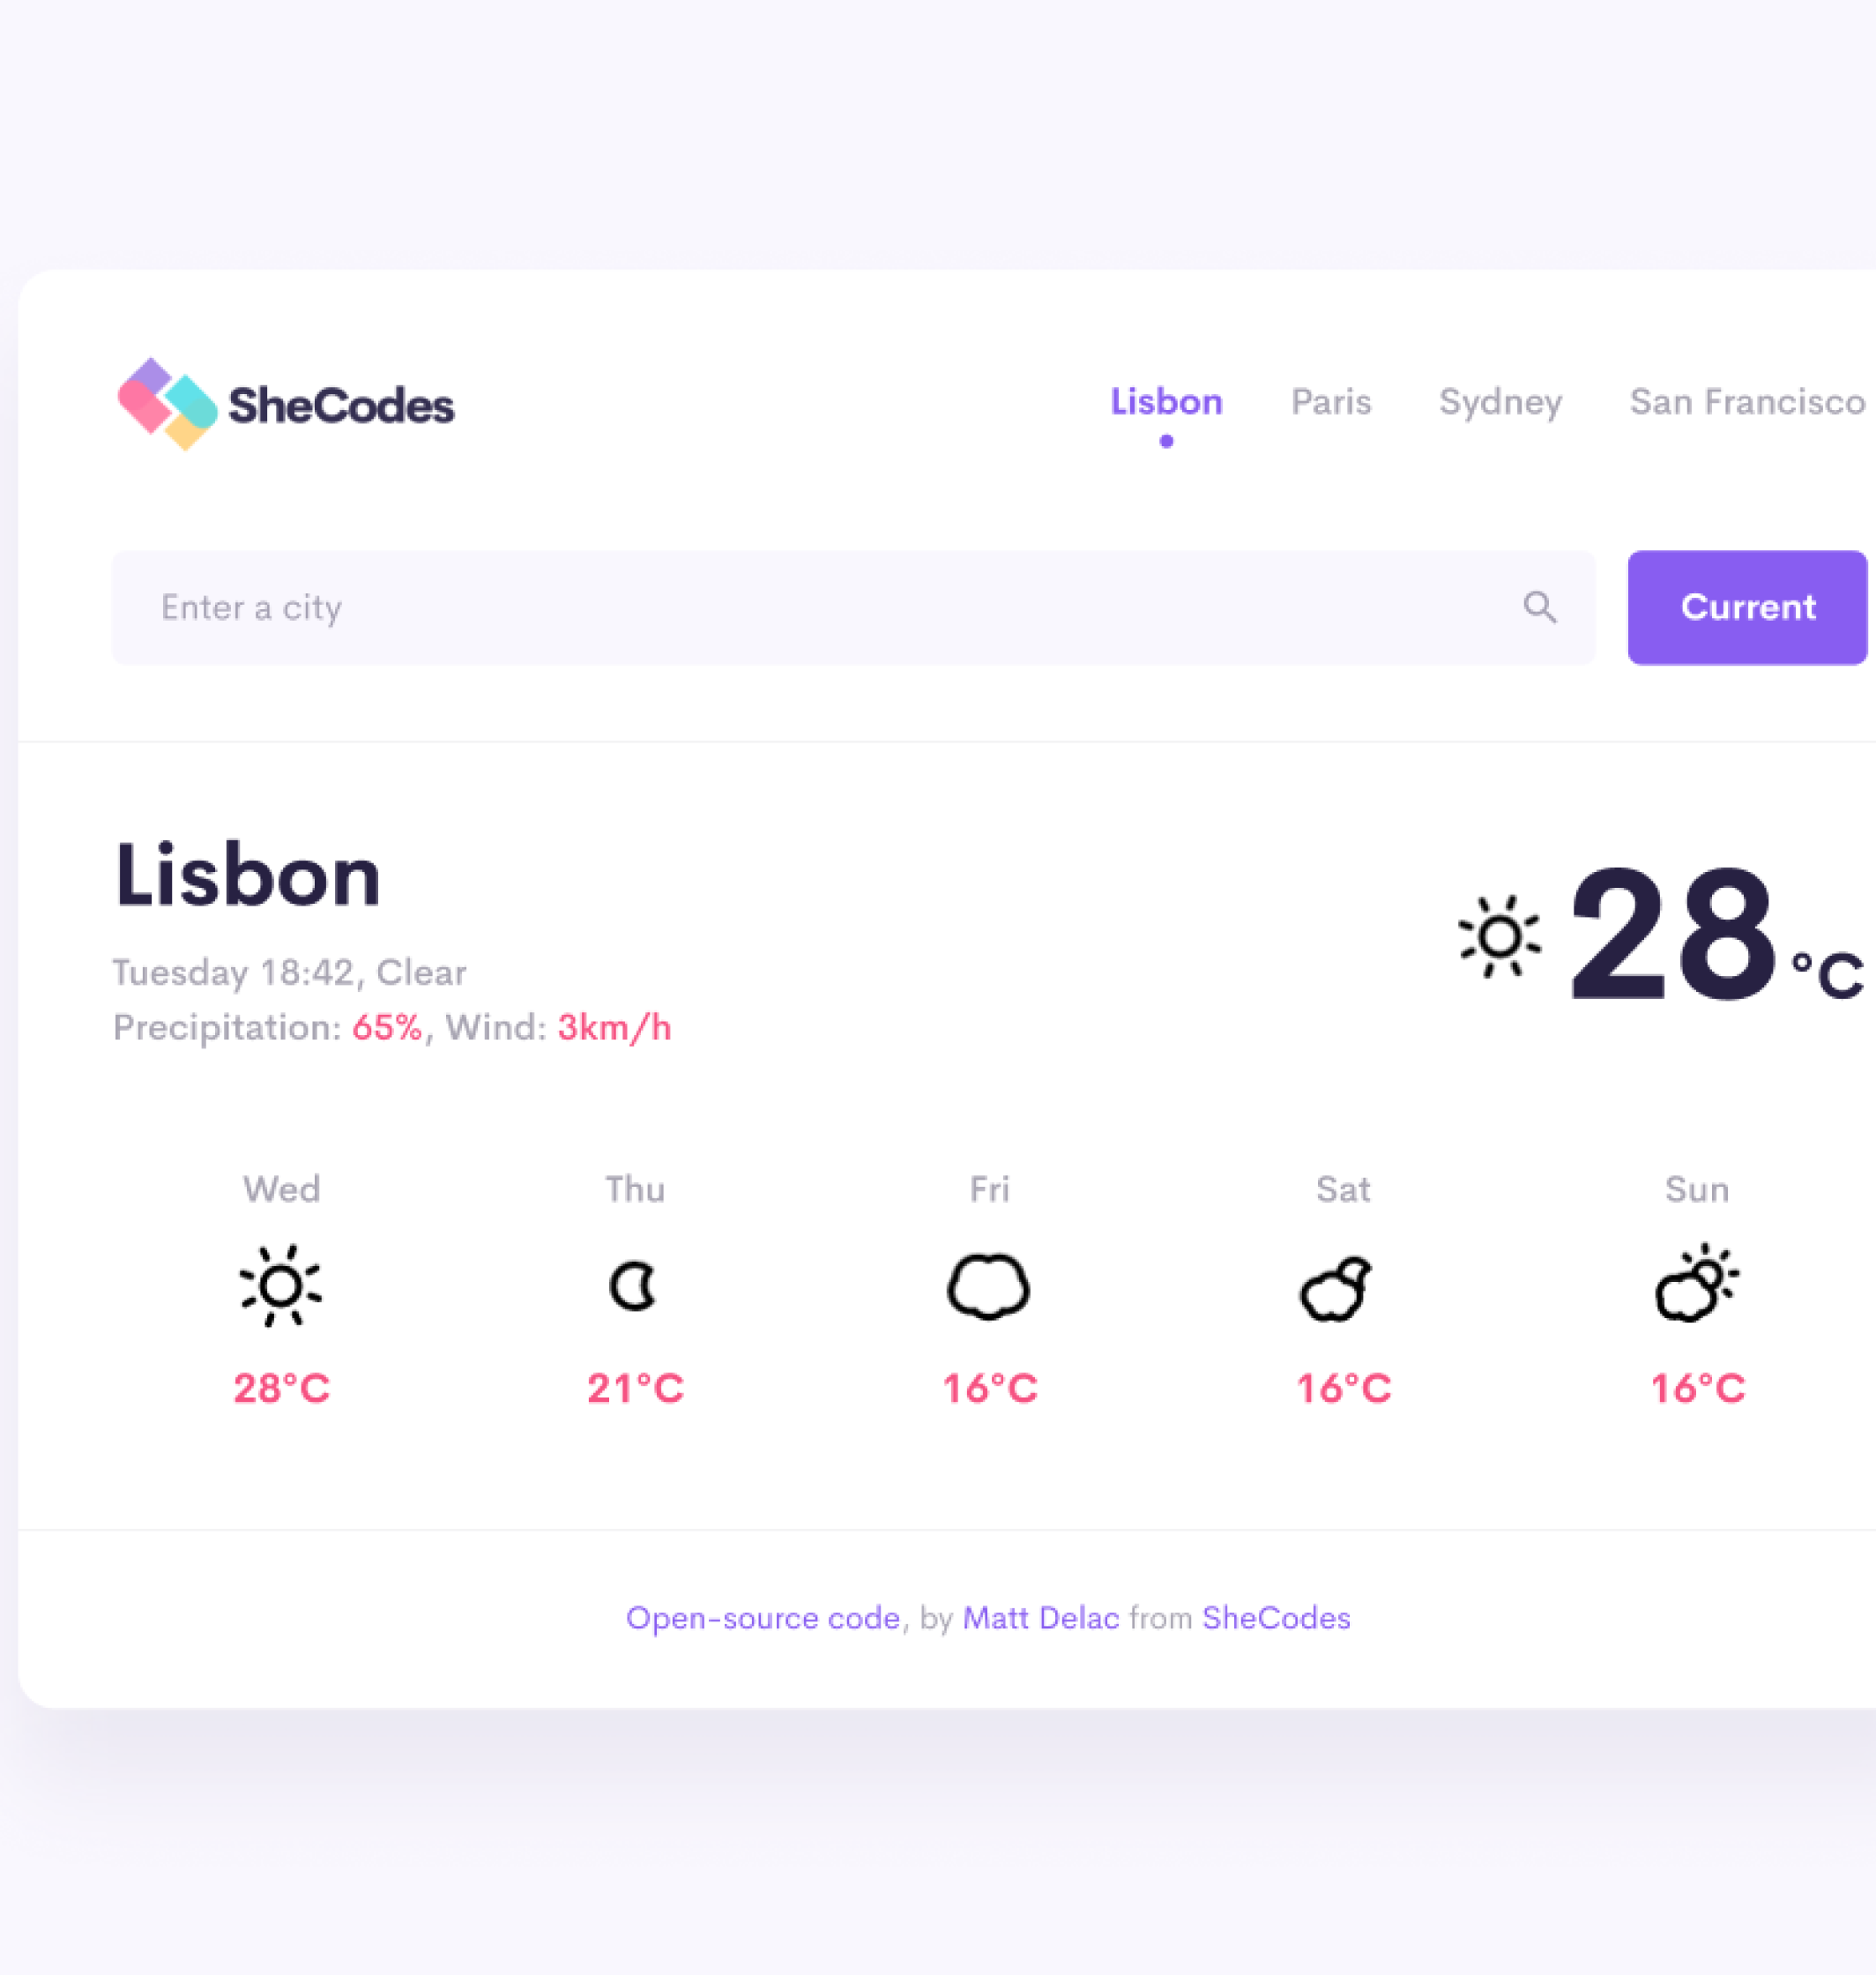 SheCodes
Lisbon Paris Sydney San Francisco
Enter a city
Current
Lisbon
28 °C
Tuesday 18:42, Clear
Precipitation: 65%, Wind: 3km/h
Wed Thu Fri Sat Sun
28°C 21°C 16°C 16°C 16°C
Open-source code, by Matt Delac from SheCodes